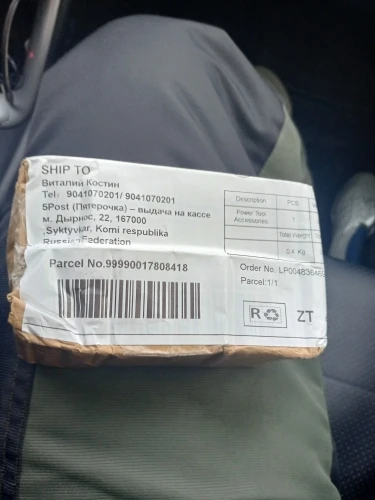 SHIP TO
Виталий Костин
Tel: 9041070201/ 9041070201
5Post (Пятерочка) – выдача на кассе
м. Дырнос, 22, 167000
,Syktyvkar, Komi respublika
Russian Federation
Description PCS
Power Tool Accessories 1
Total Weight
0.4 Kg
Parcel No.99990017808418
Order No.
Parcel:1/1
R
ZT